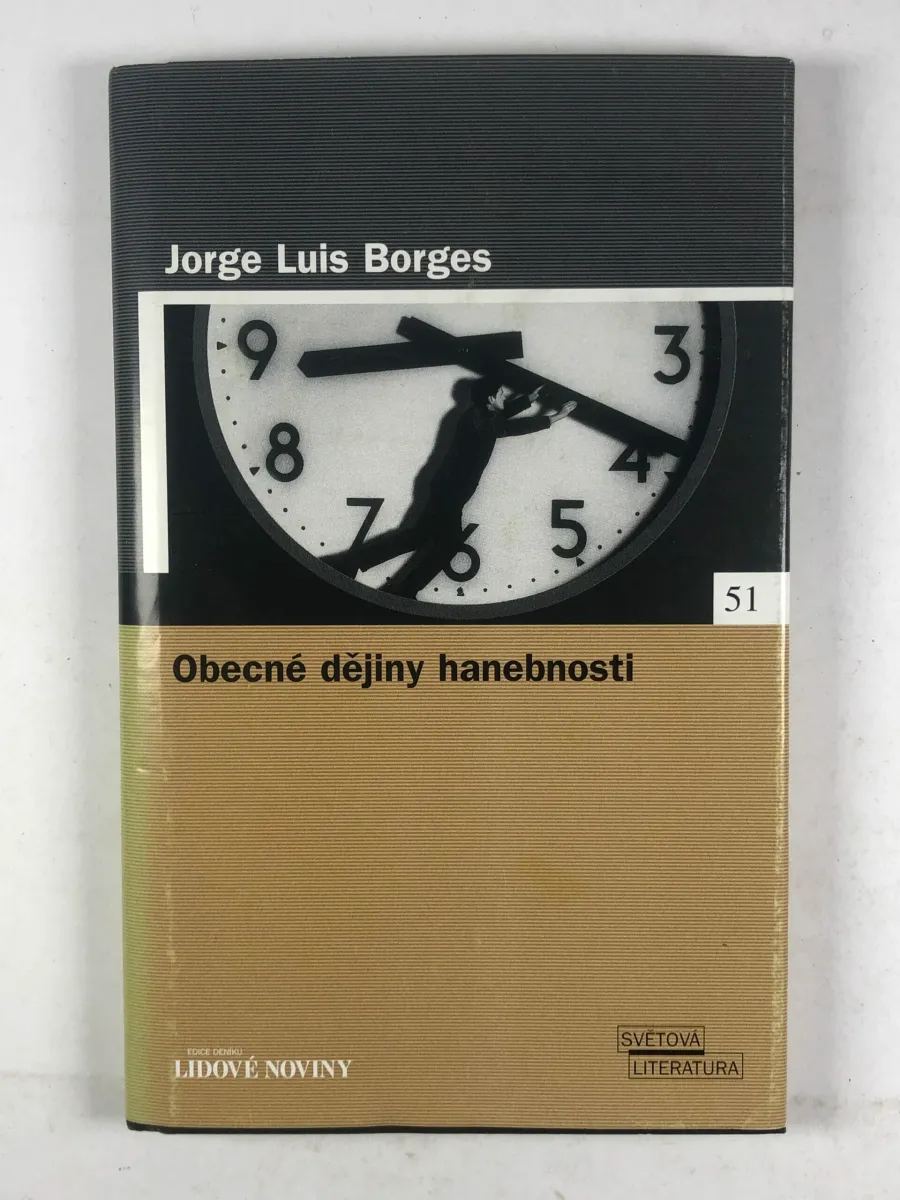 Jorge Luis Borges
9
3
8
4
7
5
6
51
Obecné dějiny hanebnosti
EDICE DENÍKU
LIDOVÉ NOVINY
SVĚTOVÁ
LITERATURA